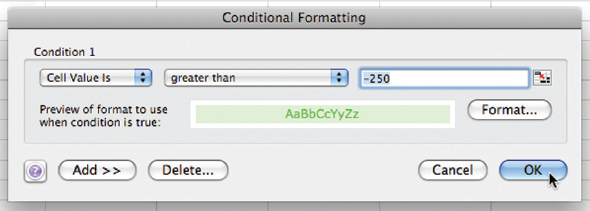 Conditional Formatting
Condition 1
Cell Value Is greater than -250
Preview of format to use
when condition is true:
AaBbCcYyZz
Format...
? Add >> Delete... Cancel OK